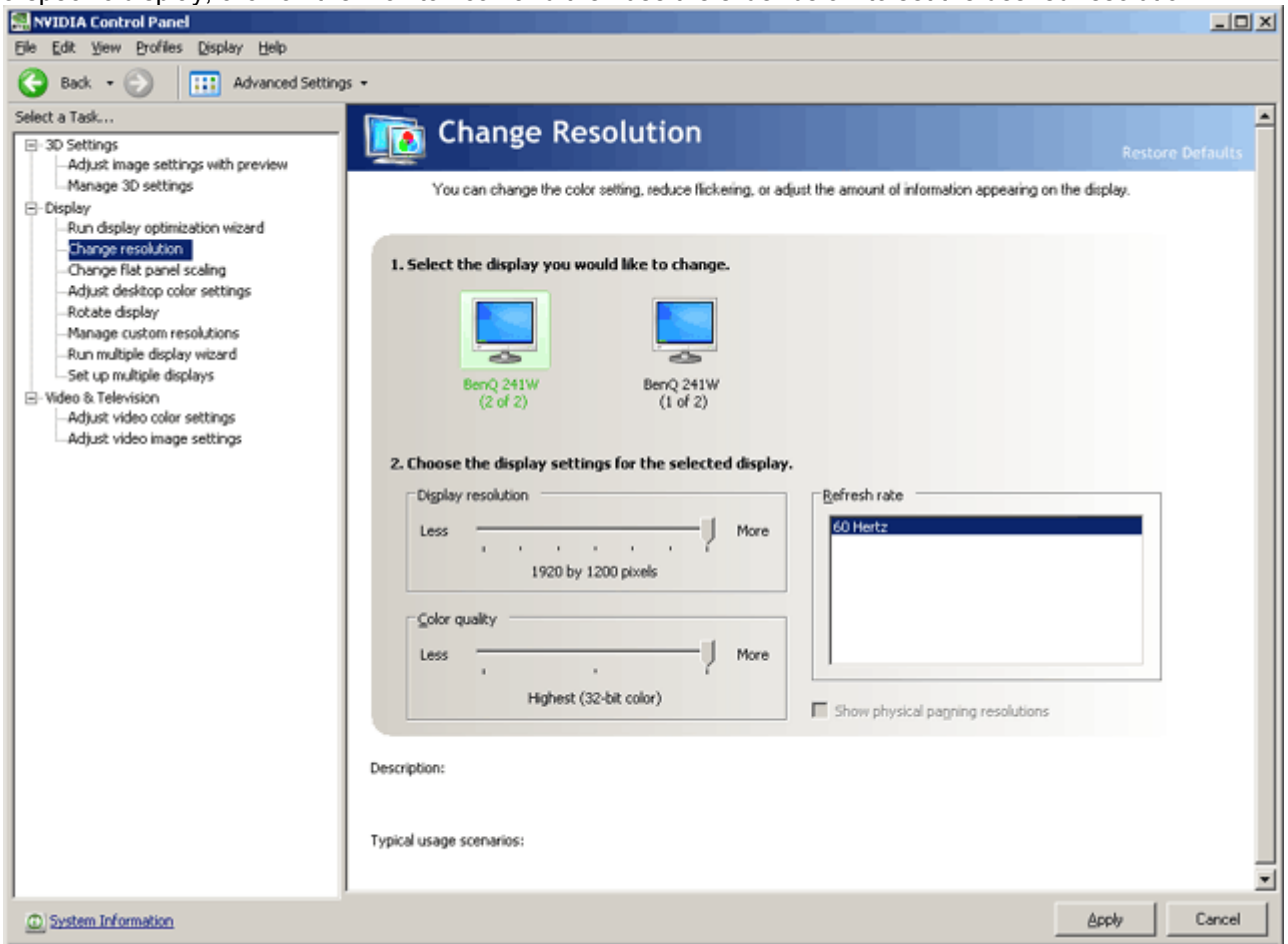 NVIDIA Control Panel
File Edit View Profiles Display Help
Back Advanced Settings
Select a Task...
3D Settings
Adjust image settings with preview
Manage 3D settings
Display
Run display optimization wizard
Change resolution
Change flat panel scaling
Adjust desktop color settings
Rotate display
Manage custom resolutions
Run multiple display wizard
Set up multiple displays
Video & Television
Adjust video color settings
Adjust video image settings
Change Resolution
Restore Defaults
You can change the color setting, reduce flickering, or adjust the amount of information appearing on the display.
1. Select the display you would like to change.
BenQ 241W
(2 of 2)
BenQ 241W
(1 of 2)
2. Choose the display settings for the selected display.
Display resolution
Less More
1920 by 1200 pixels
Color quality
Less More
Highest (32-bit color)
Refresh rate
60 Hertz
Show physical panning resolutions
Description:
Typical usage scenarios:
System Information
Apply Cancel